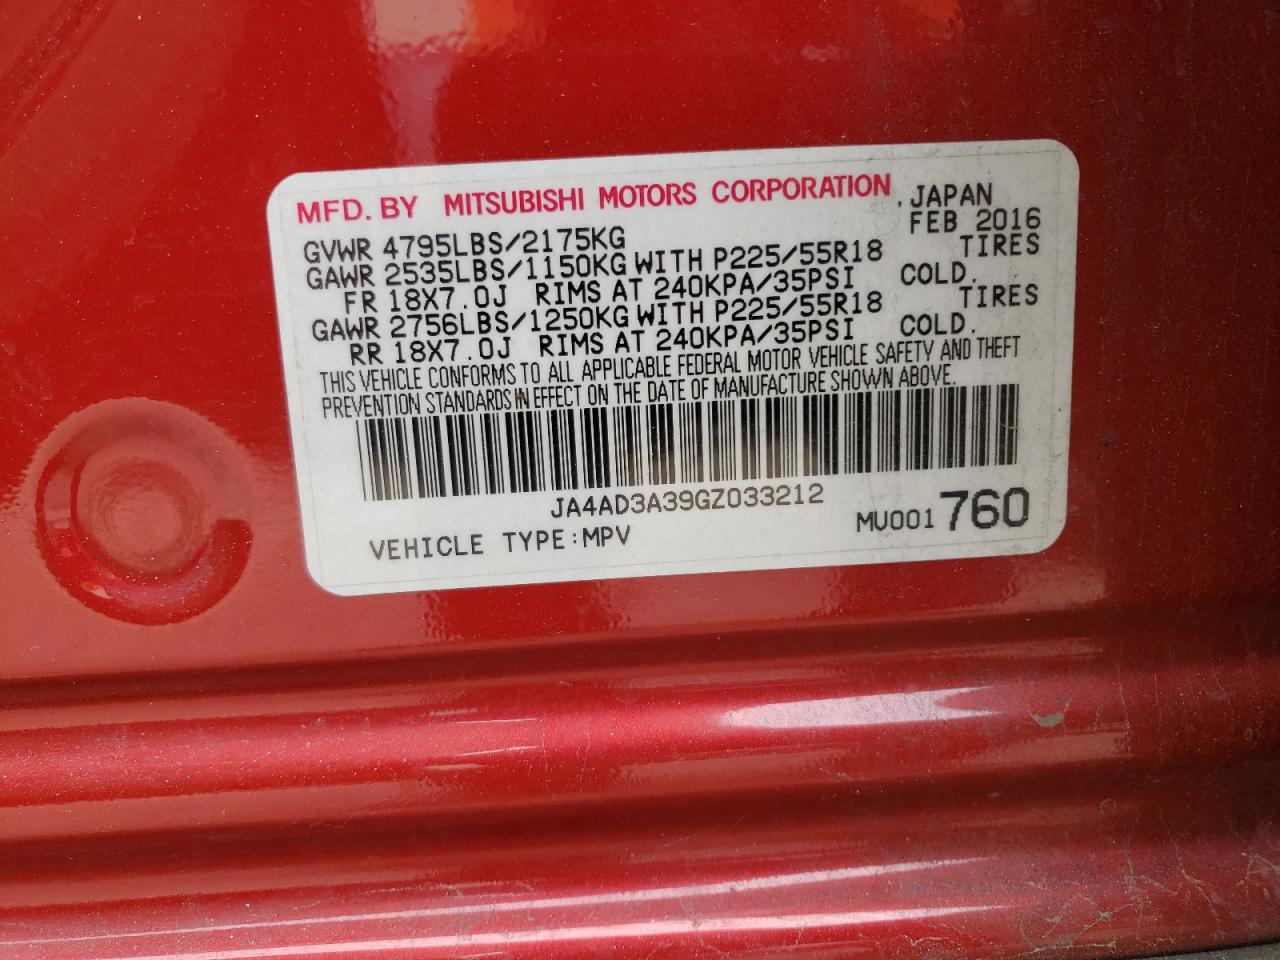 MFD. BY MITSUBISHI MOTORS CORPORATION , JAPAN
GVWR 4795LBS/2175KG FEB 2016
GAWR 2535LBS/1150KG WITH P225/55R18 TIRES
FR 18X7.0J RIMS AT 240KPA/35PSI COLD.
GAWR 2756LBS/1250KG WITH P225/55R18 TIRES
RR 18X7.0J RIMS AT 240KPA/35PSI COLD.
THIS VEHICLE CONFORMS TO ALL APPLICABLE FEDERAL MOTOR VEHICLE SAFETY AND THEFT
PREVENTION STANDARDS IN EFFECT ON THE DATE OF MANUFACTURE SHOWN ABOVE.
JA4AD3A39GZ033212
VEHICLE TYPE:MPV MU001 760